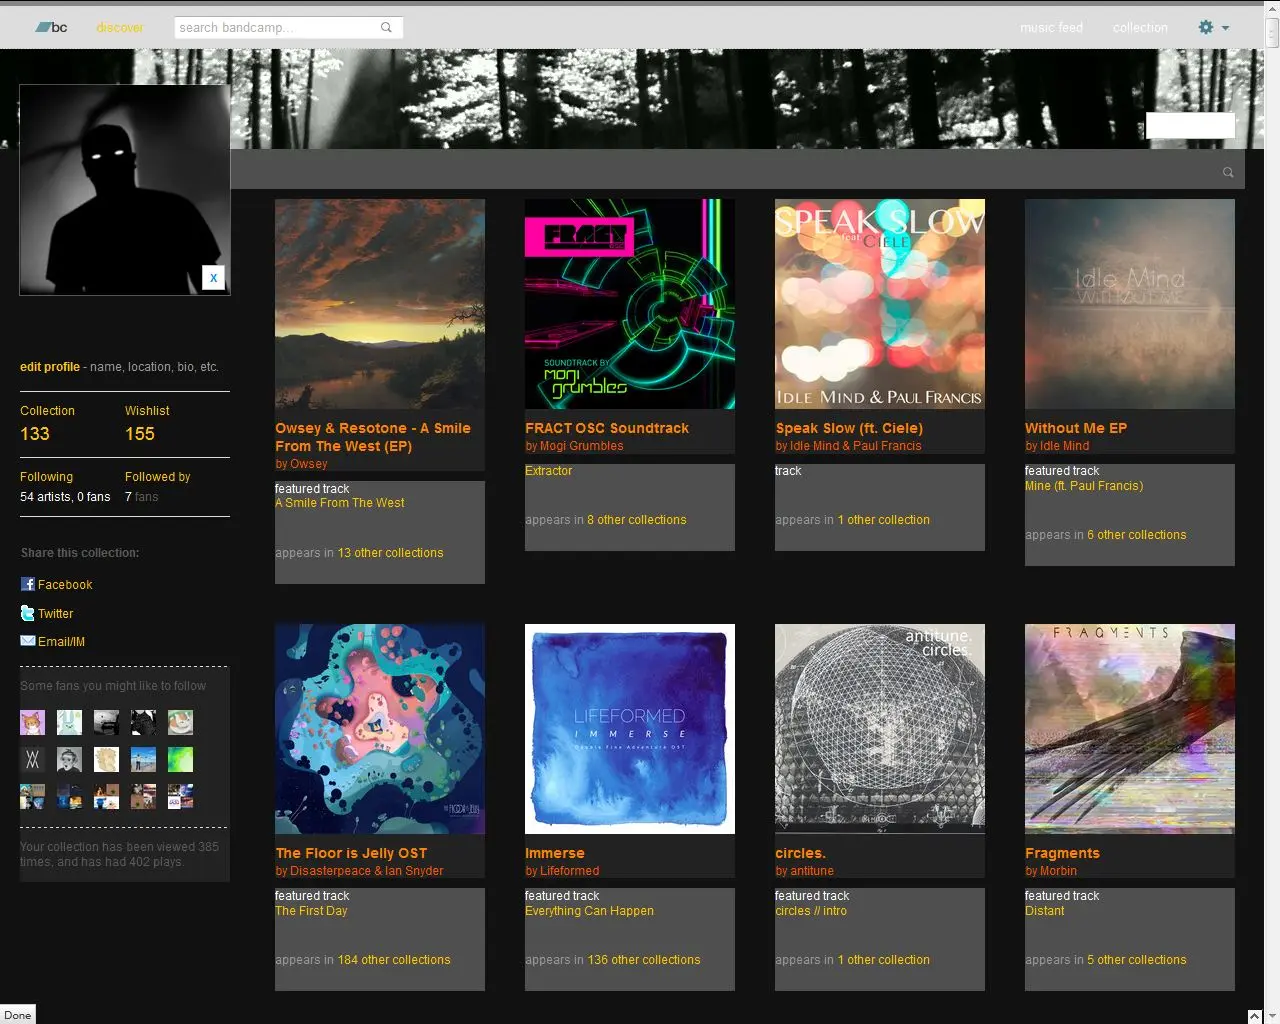 bc
discover
search bandcamp...
music feed
collection
x
edit profile - name, location, bio, etc.
Collection
Wishlist
133
155
Following
Followed by
54 artists, 0 fans
7 fans
Share this collection:
Facebook
Twitter
Email/IM
Some fans you might like to follow
Your collection has been viewed 385
times, and has had 402 plays.
Owsey & Resotone - A Smile
From The West (EP)
by Owsey
featured track
A Smile From The West
appears in 13 other collections
FRACT
OSC
SOUNDTRACK BY
MOGI
GRUMBLES
FRACT OSC Soundtrack
by Mogi Grumbles
Extractor
appears in 8 other collections
SPEAK SLOW
feat CIELE
IDLE MIND & PAUL FRANCIS
Speak Slow (ft. Ciele)
by Idle Mind & Paul Francis
track
appears in 1 other collection
Idle Mind
Without Me
Without Me EP
by Idle Mind
featured track
Mine (ft. Paul Francis)
appears in 6 other collections
THE FLOOR IS JELLY
The Floor is Jelly OST
by Disasterpeace & Ian Snyder
featured track
The First Day
appears in 184 other collections
LIFEFORMED
IMMERSE
Double Fine Adventure OST
Immerse
by Lifeformed
featured track
Everything Can Happen
appears in 136 other collections
antitune.
circles.
circles.
by antitune
featured track
circles // intro
appears in 1 other collection
FRAGMENTS
Fragments
by Morbin
featured track
Distant
appears in 5 other collections
Done